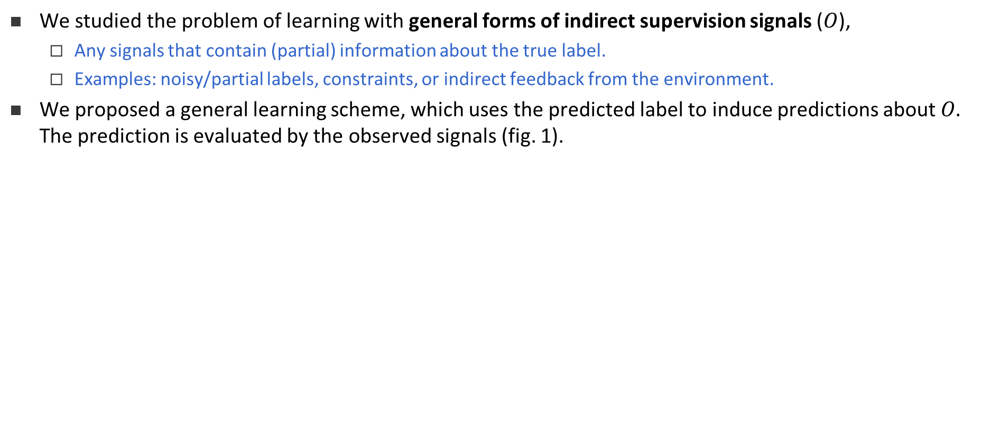 We studied the problem of learning with general forms of indirect supervision signals (O),
Any signals that contain (partial) information about the true label.
Examples: noisy/partial labels, constraints, or indirect feedback from the environment.
We proposed a general learning scheme, which uses the predicted label to induce predictions about O.
The prediction is evaluated by the observed signals (fig. 1).